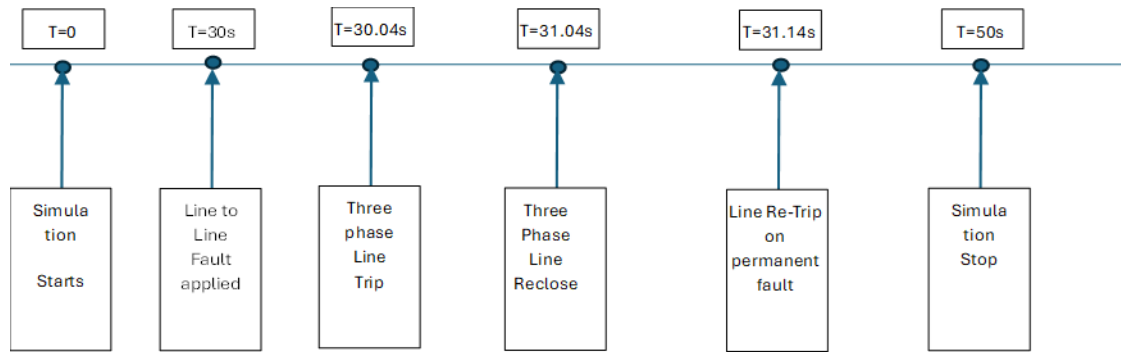 T=0
T=30s
T=30.04s
T=31.04s
T=31.14s
T=50s
Simula
tion
Starts
Line to
Line
Fault
applied
Three
phase
Line
Trip
Three
Phase
Line
Reclose
Line Re-Trip
on
permanent
fault
Simula
tion
Stop